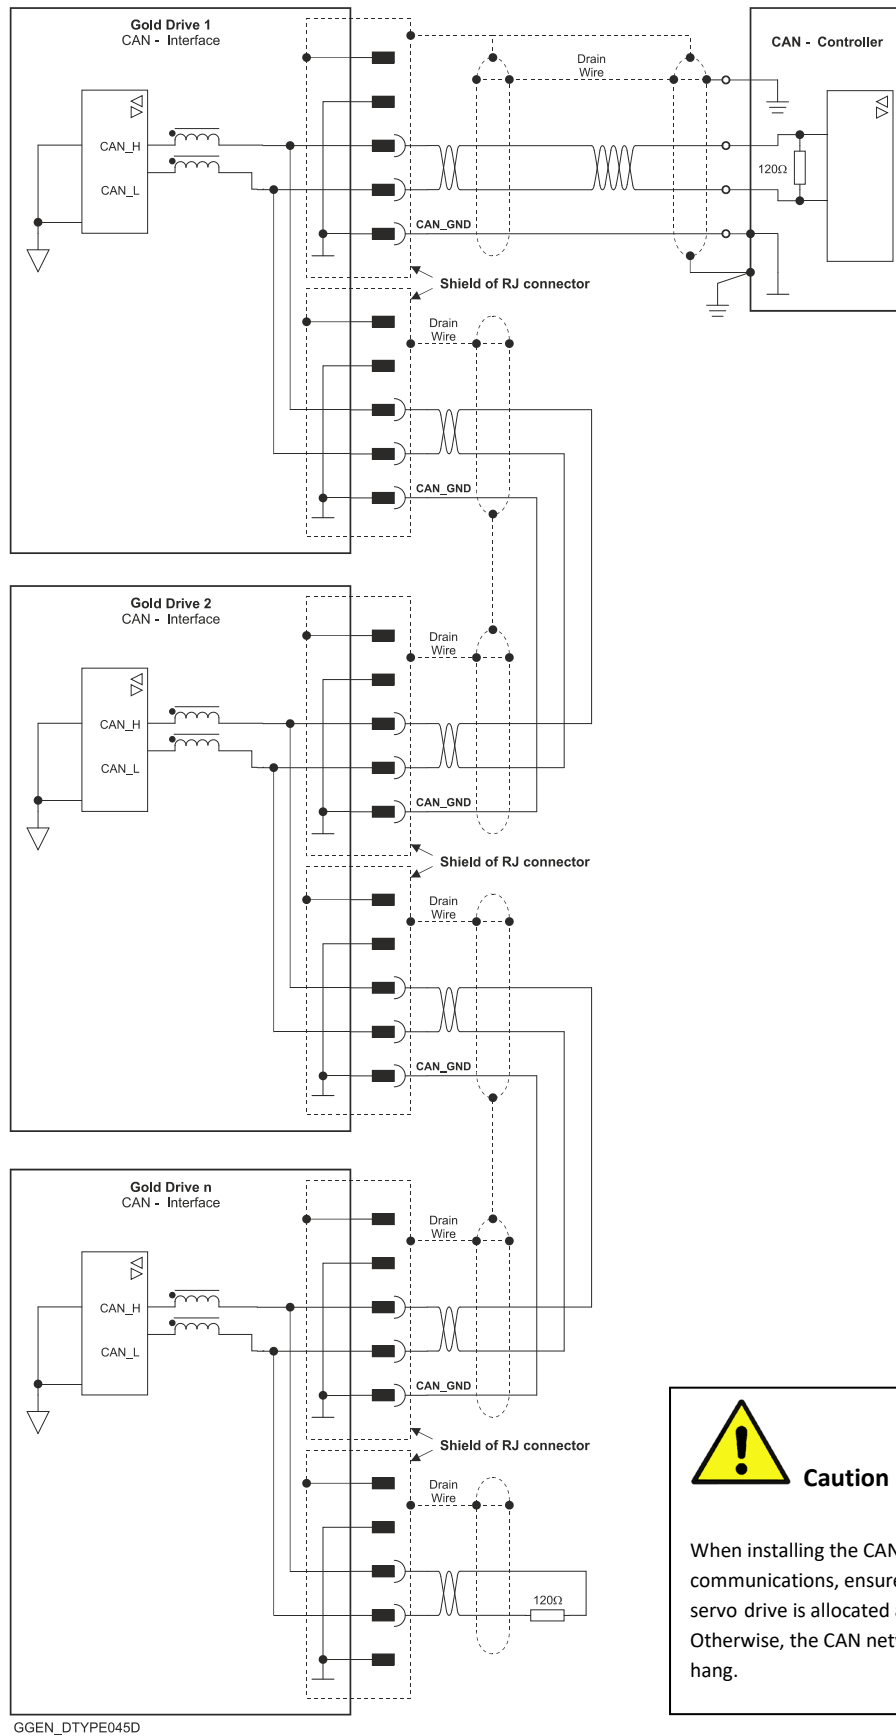 Gold Drive 1
CAN - Interface
CAN - Controller
Drain
Wire
CAN_H
CAN_L
120Ω
CAN_GND
Shield of RJ connector
Drain
Wire
CAN_GND
Gold Drive 2
CAN - Interface
Drain
Wire
CAN_H
CAN_L
CAN_GND
Shield of RJ connector
Drain
Wire
CAN_GND
Gold Drive n
CAN - Interface
Drain
Wire
CAN_H
CAN_L
CAN_GND
Shield of RJ connector
Drain
Wire
120Ω
Caution
When installing the CAN
communications, ensure
servo drive is allocated
Otherwise, the CAN net
hang.
GGEN_DTYPE045D